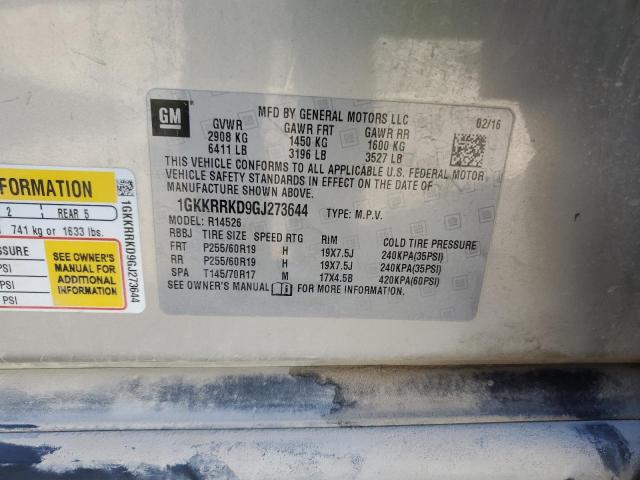 GM
MFD BY GENERAL MOTORS LLC 02/16
GVWR GAWR FRT GAWR RR
2908 KG 1450 KG 1600 KG
6411 LB 3196 LB 3527 LB
THIS VEHICLE CONFORMS TO ALL APPLICABLE U.S. FEDERAL MOTOR
VEHICLE SAFETY STANDARDS IN EFFECT ON THE DATE OF
MANUFACTURE SHOWN ABOVE.
1GKKRRKD9GJ273644 TYPE: M.P.V.
MODEL: R14526
RBBJ TIRE SIZE SPEED RTG RIM COLD TIRE PRESSURE
FRT P255/60R19 H 19X7.5J 240KPA(35PSI)
RR P255/60R19 H 19X7.5J 240KPA(35PSI)
SPA T145/70R17 M 17X4.5B 420KPA(60PSI)
SEE OWNER'S MANUAL FOR MORE INFORMATION.
FORMATION
2 REAR 5
741 kg or 1633 lbs.
SSURE
PSI
PSI
PSI
SEE OWNER'S
MANUAL FOR
ADDITIONAL
INFORMATION
1GKKRRKD9GJ273644